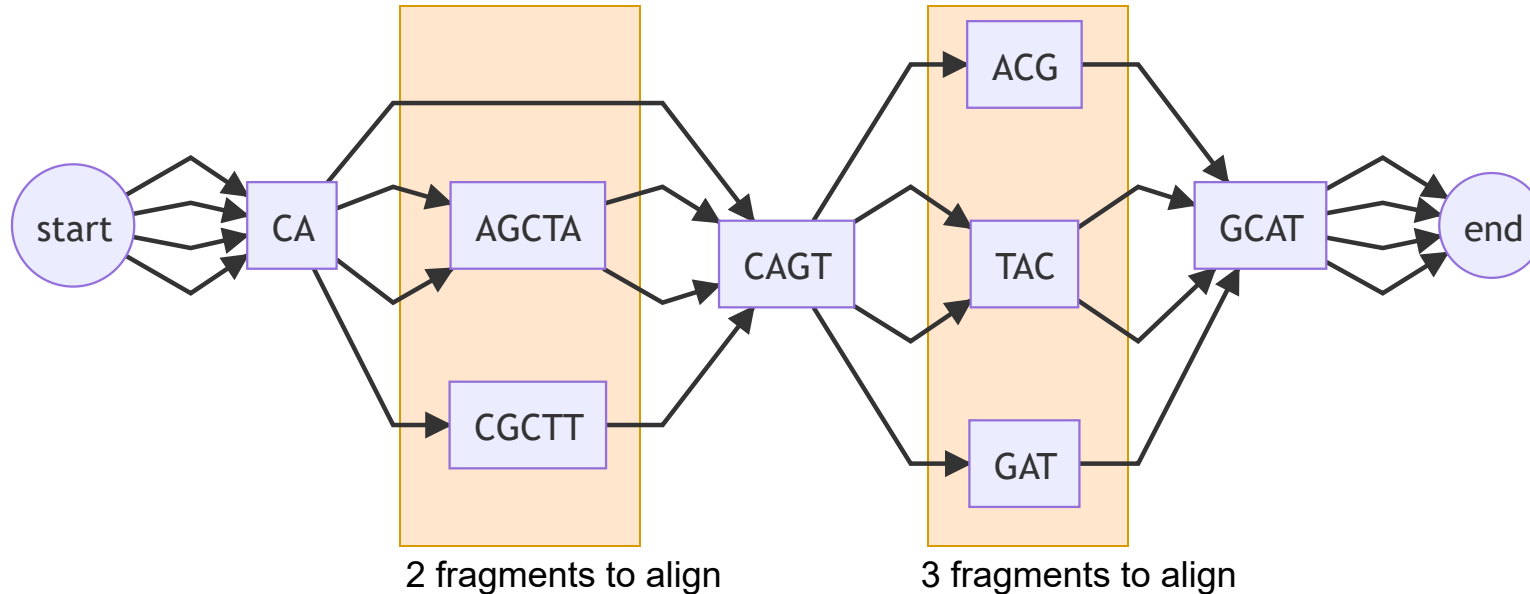 start
CA
AGCTA
CGCTT
CAGT
ACG
TAC
GAT
GCAT
end
2 fragments to align
3 fragments to align